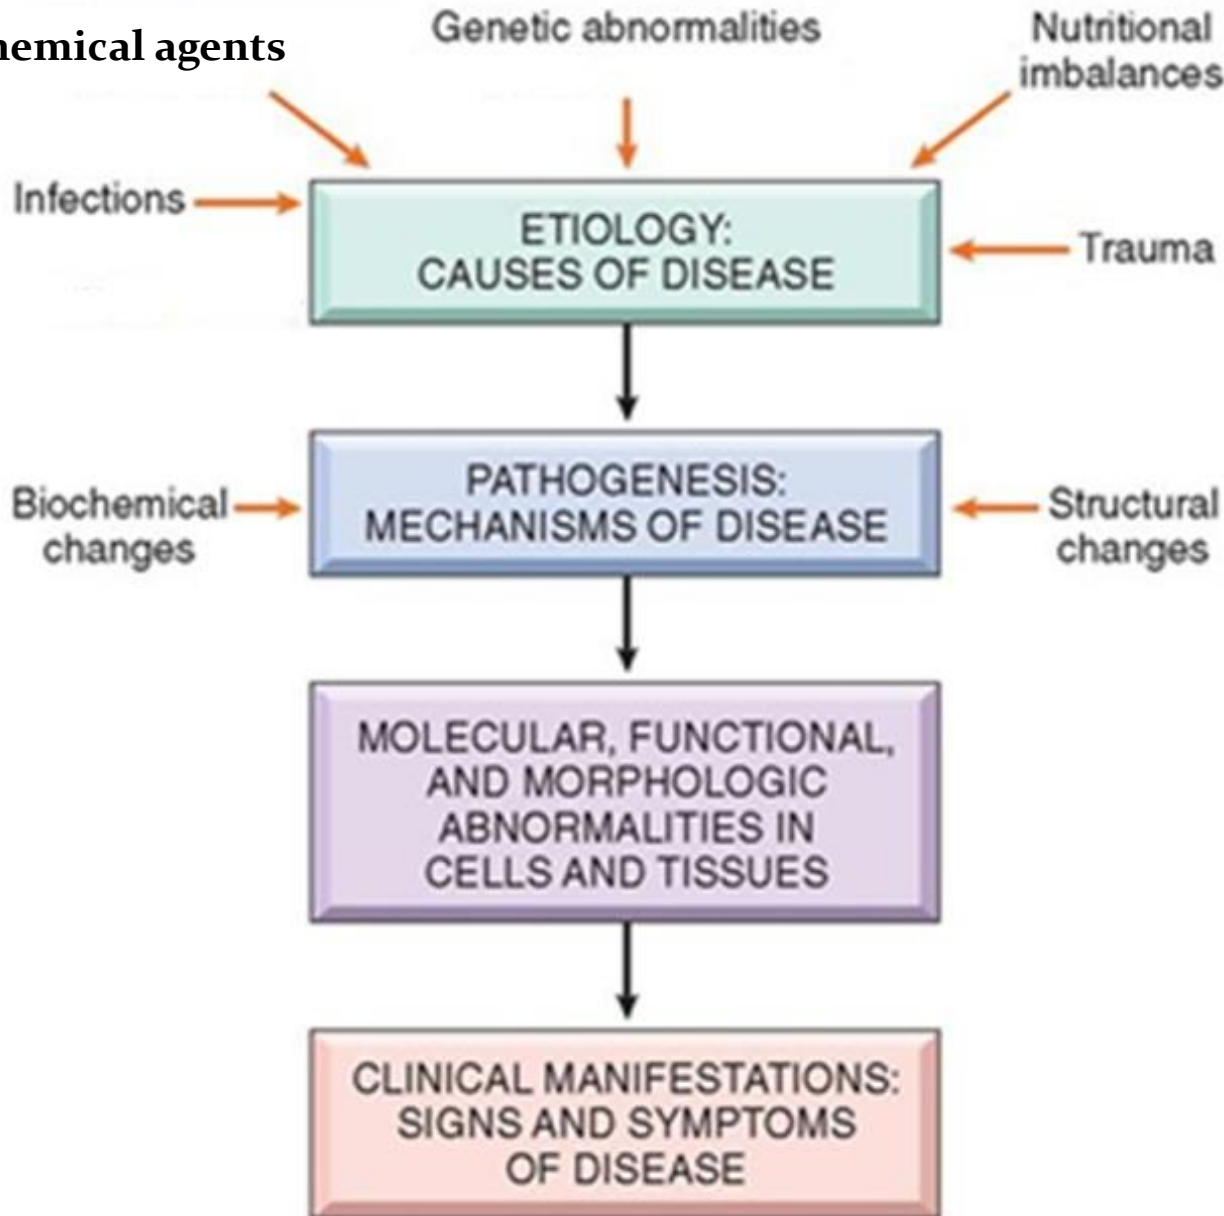 hemical agents
Genetic abnormalities
Nutritional
imbalances
Infections
ETIOLOGY:
CAUSES OF DISEASE
Trauma
Biochemical
changes
PATHOGENESIS:
MECHANISMS OF DISEASE
Structural
changes
MOLECULAR, FUNCTIONAL,
AND MORPHOLOGIC
ABNORMALITIES IN
CELLS AND TISSUES
CLINICAL MANIFESTATIONS:
SIGNS AND SYMPTOMS
OF DISEASE